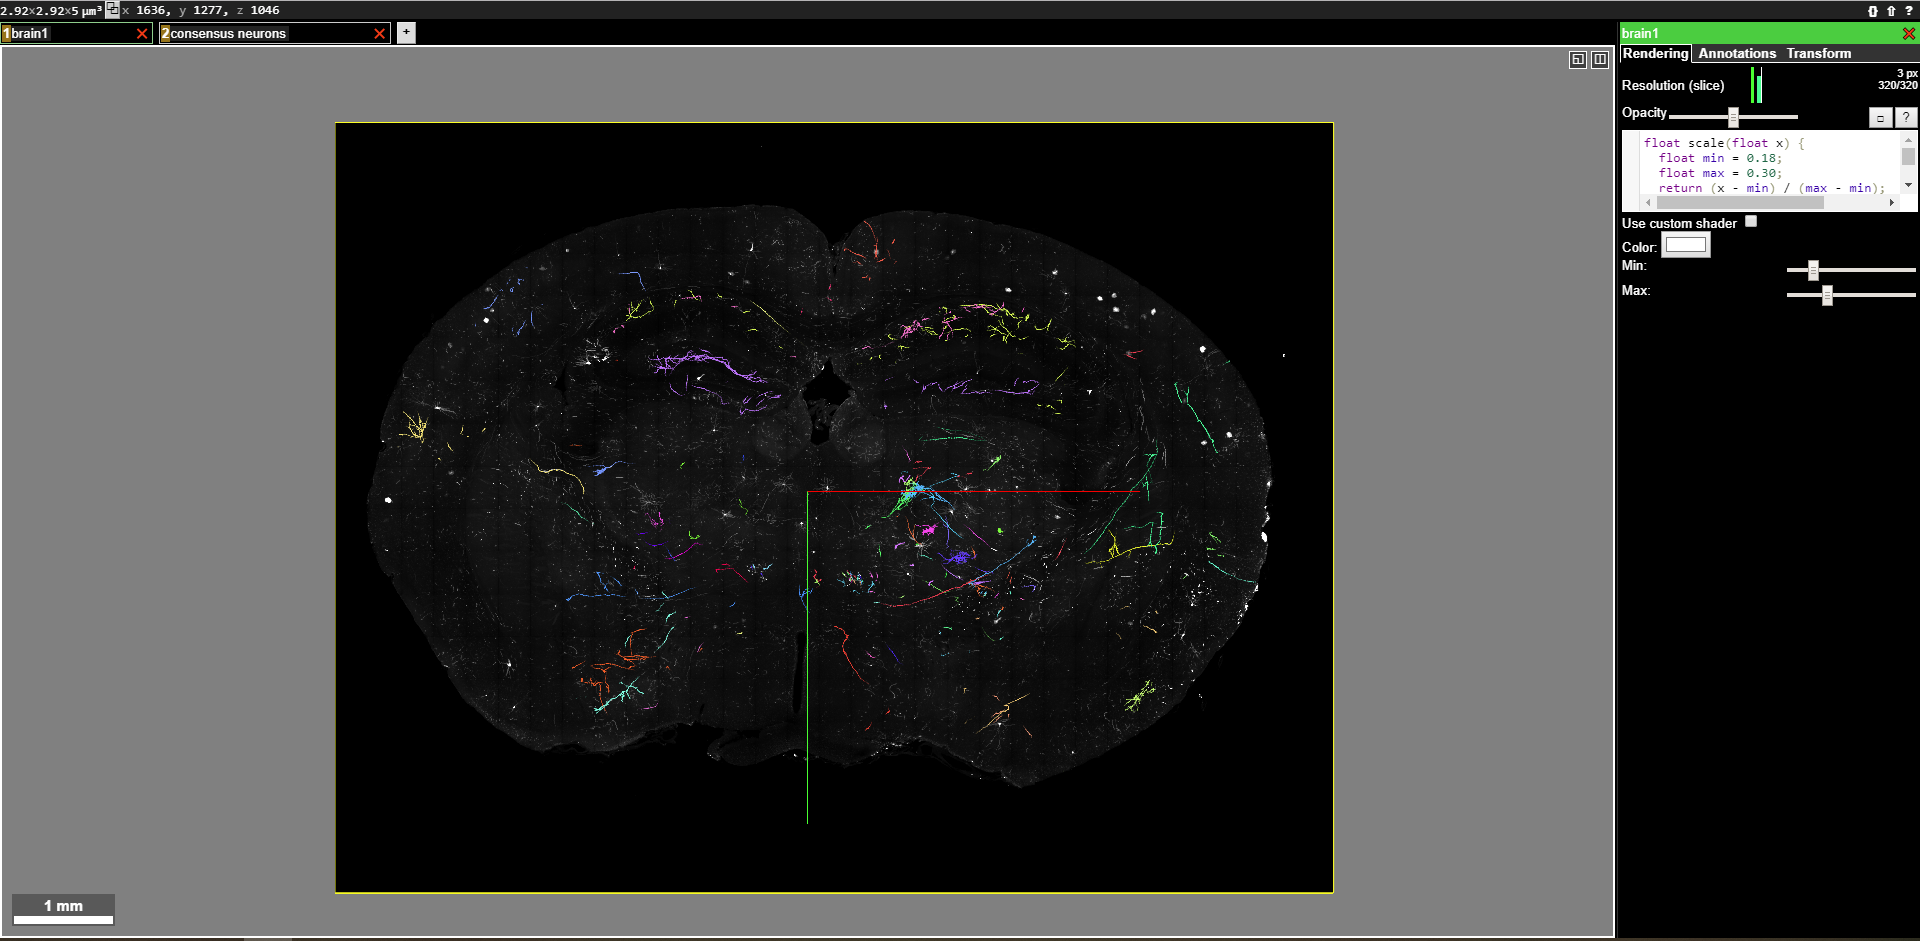 2.92×2.92×5 µm³ x 1636, y 1277, z 1046
{} ⇧ ?
1 brain1 ×
2 consensus neurons ×
+
brain1
Rendering Annotations Transform
Resolution (slice)
3 px
320/320
Opacity
?
float scale(float x) {
float min = 0.18;
float max = 0.30;
return (x - min) / (max - min);
Use custom shader
Color:
Min:
Max:
1 mm